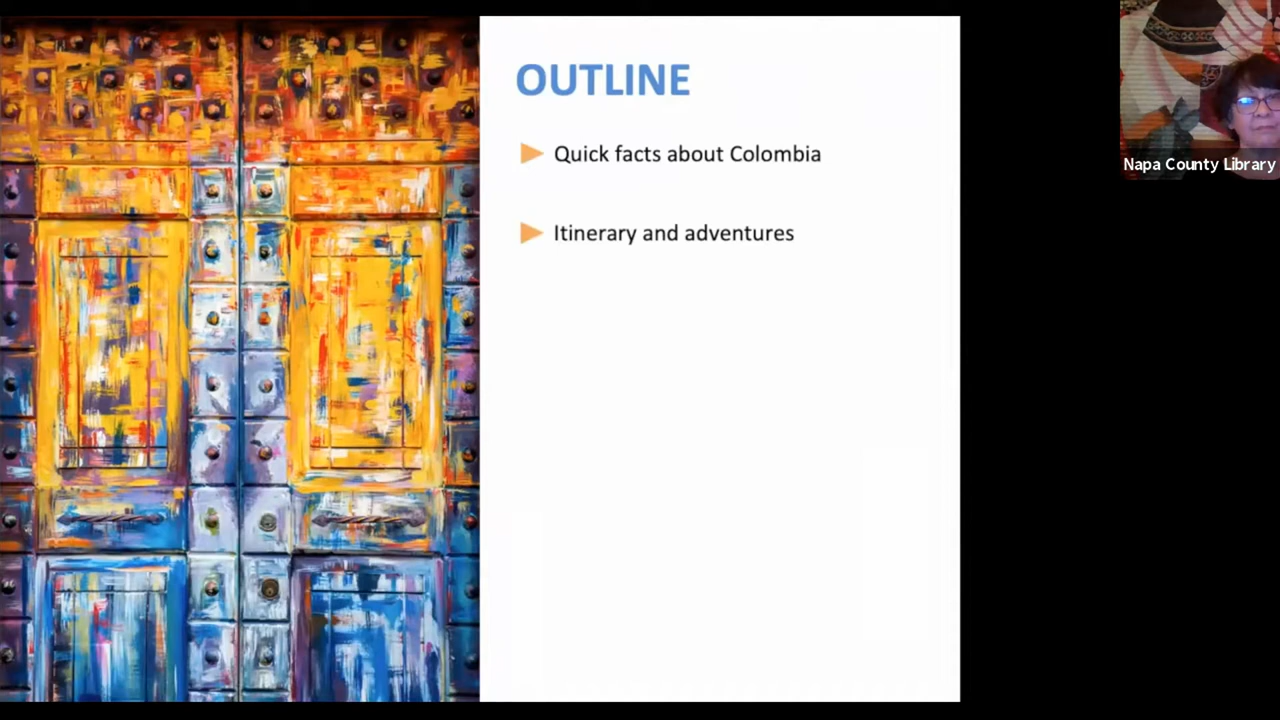 OUTLINE
Quick facts about Colombia
Itinerary and adventures
Napa County Library